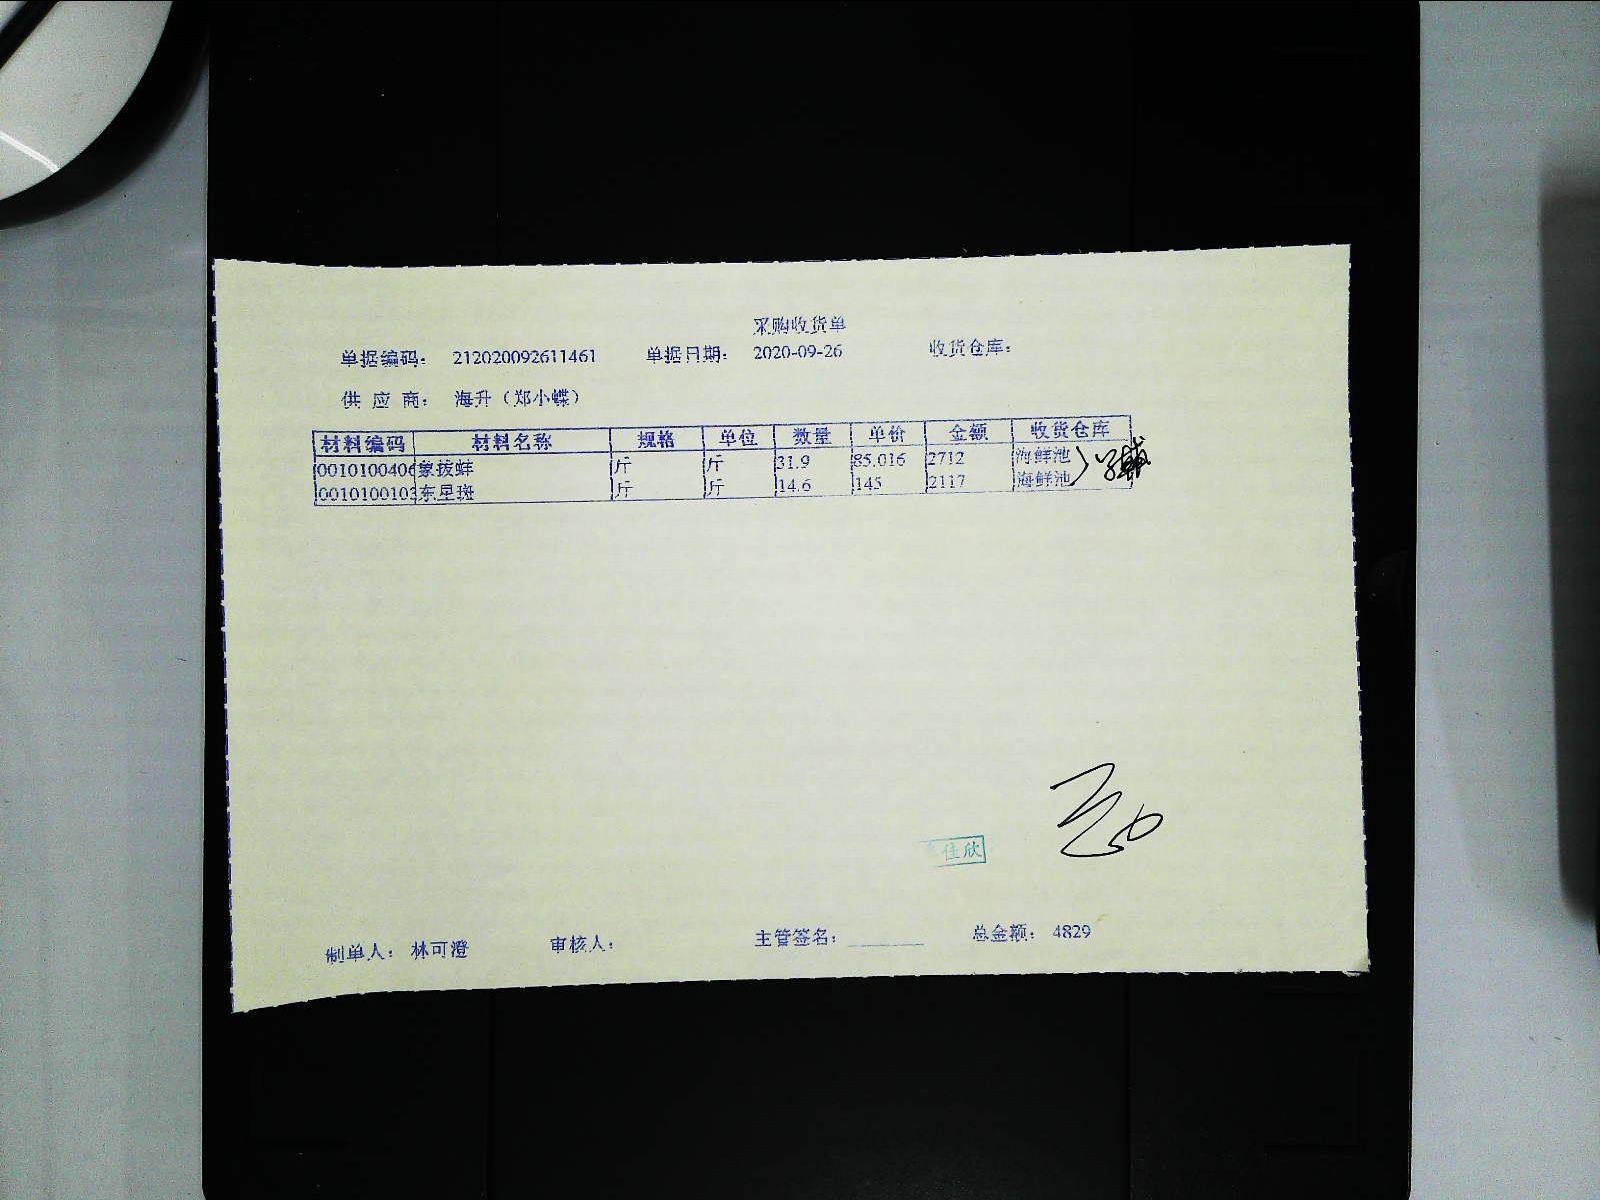 采购收货单
单据编码： 212020092611461 单据日期： 2020-09-26 收货仓库：
供 应 商： 海升（郑小蝶）
材料编码 材料名称 规格 单位 数量 单价 金额 收货仓库
0010100406 象拔蚌 斤 斤 31.9 85.016 2712 海鲜池
0010100103 东星斑 斤 斤 14.6 145 2117 海鲜池
佳欣
制单人： 林可澄 审核人： 主管签名： 总金额： 4829